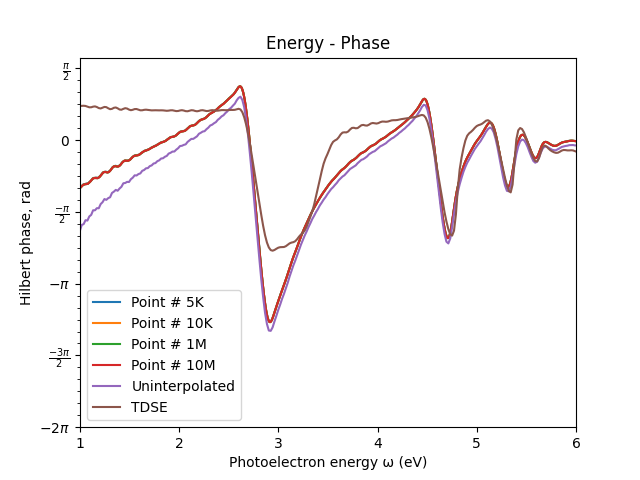 Energy - Phase
π/2
0
−π/2
−π
−3π/2
−2π
Hilbert phase, rad
Point # 5K
Point # 10K
Point # 1M
Point # 10M
Uninterpolated
TDSE
1 2 3 4 5 6
Photoelectron energy ω (eV)